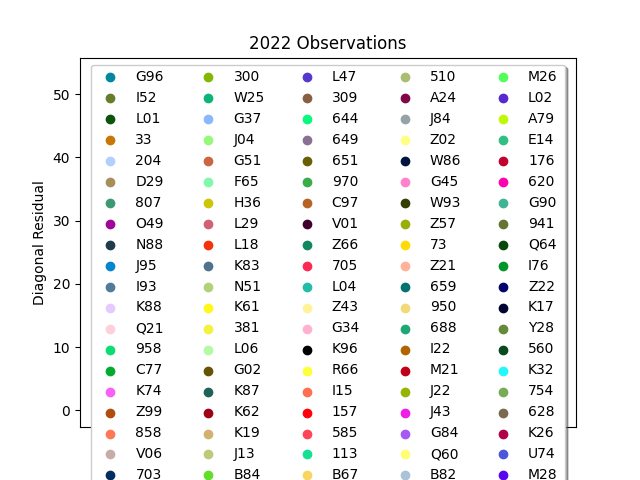 2022 Observations
Diagonal Residual
50
40
30
20
10
0
G96 300 L47 510 M26
I52 W25 309 A24 L02
L01 G37 644 J84 A79
33 J04 649 Z02 E14
204 G51 651 W86 176
D29 F65 970 G45 620
807 H36 C97 W93 G90
O49 L29 V01 Z57 941
N88 L18 Z66 73 Q64
J95 K83 705 Z21 I76
I93 N51 L04 659 Z22
K88 K61 Z43 950 K17
Q21 381 G34 688 Y28
958 L06 K96 I22 560
C77 G02 R66 M21 K32
K74 K87 I15 J22 754
Z99 K62 157 J43 628
858 K19 585 G84 K26
V06 J13 113 Q60 U74
703 B84 B67 B82 M28